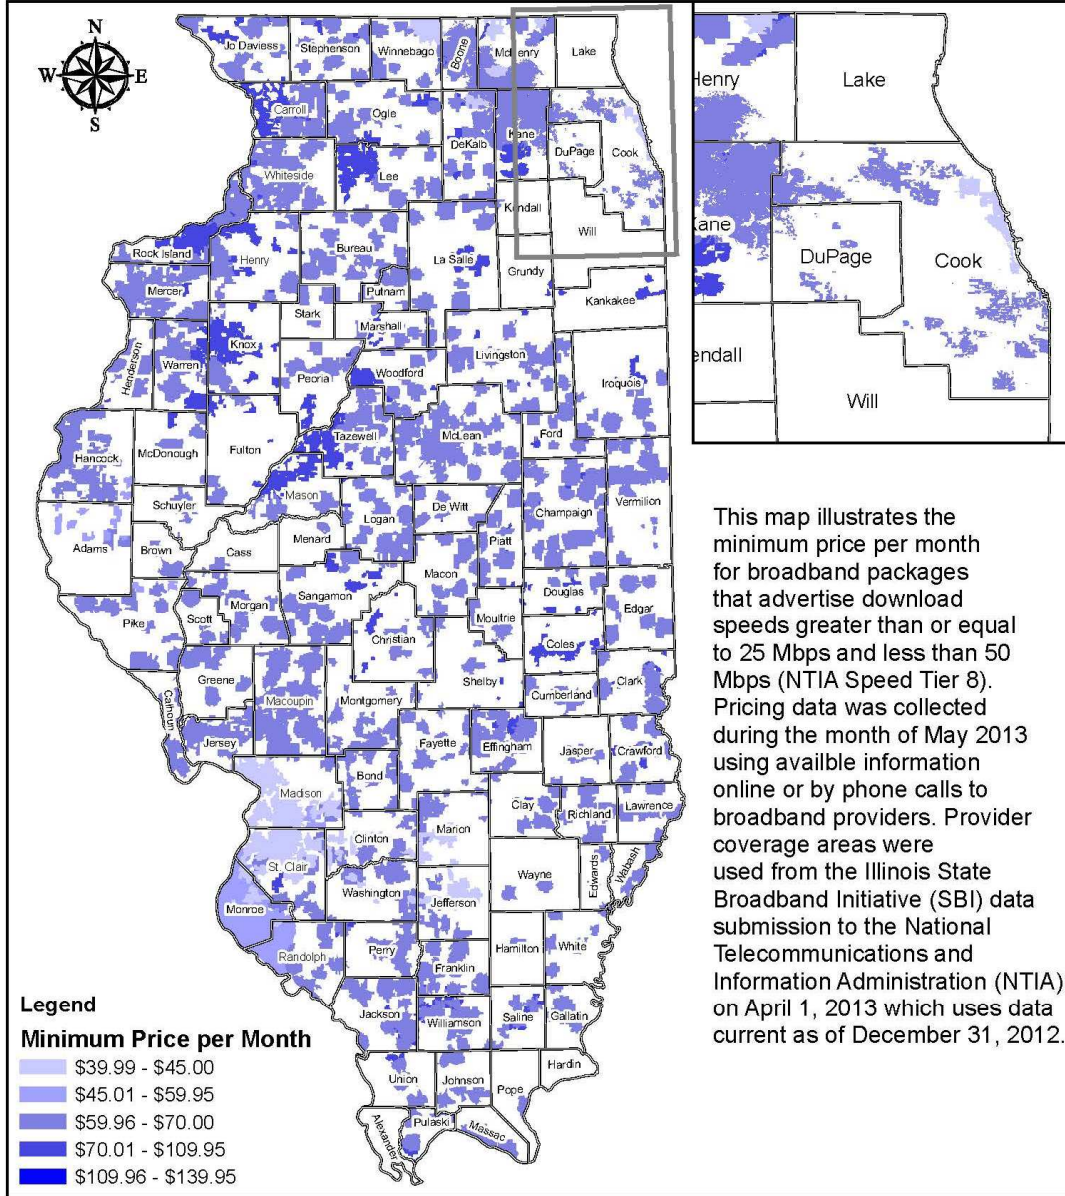 N
W
E
S
Jo Daviess
Stephenson
Winnebago
Boone
McHenry
Lake
Carroll
Ogle
DeKalb
Kane
DuPage
Cook
Whiteside
Lee
Kendall
Will
Rock Island
Henry
Bureau
La Salle
Grundy
Mercer
Putnam
Kankakee
Stark
Marshall
Henderson
Warren
Knox
Peoria
Woodford
Livingston
Iroquois
Hancock
McDonough
Fulton
Tazewell
McLean
Ford
Mason
Schuyler
Logan
De Witt
Champaign
Vermilion
Adams
Brown
Cass
Menard
Piatt
Macon
Pike
Scott
Morgan
Sangamon
Christian
Moultrie
Douglas
Edgar
Coles
Calhoun
Greene
Macoupin
Montgomery
Shelby
Cumberland
Clark
Jersey
Fayette
Effingham
Jasper
Crawford
Madison
Bond
Clay
Richland
Lawrence
Clinton
Marion
St. Clair
Wayne
Edwards
Wabash
Monroe
Washington
Jefferson
Randolph
Perry
Hamilton
White
Franklin
Jackson
Williamson
Saline
Gallatin
Union
Johnson
Pope
Hardin
Alexander
Pulaski
Massac
Henry
Lake
Kane
DuPage
Cook
endall
Will
This map illustrates the
minimum price per month
for broadband packages
that advertise download
speeds greater than or equal
to 25 Mbps and less than 50
Mbps (NTIA Speed Tier 8).
Pricing data was collected
during the month of May 2013
using availble information
online or by phone calls to
broadband providers. Provider
coverage areas were
used from the Illinois State
Broadband Initiative (SBI) data
submission to the National
Telecommunications and
Information Administration (NTIA)
on April 1, 2013 which uses data
current as of December 31, 2012.
Legend
Minimum Price per Month
$39.99 - $45.00
$45.01 - $59.95
$59.96 - $70.00
$70.01 - $109.95
$109.96 - $139.95